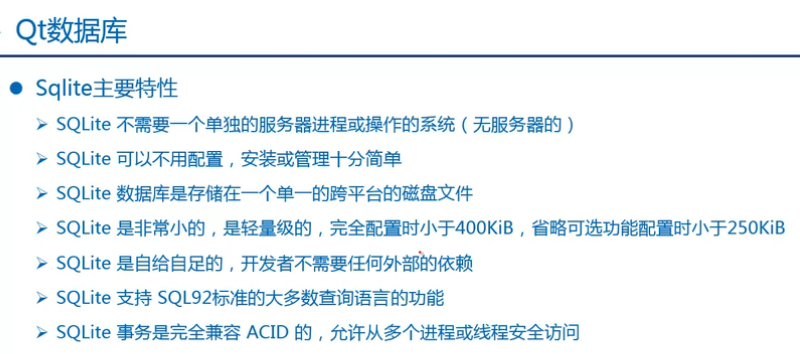 Qt数据库
Sqlite主要特性
SQLite 不需要一个单独的服务器进程或操作的系统（无服务器的）
SQLite 可以不用配置，安装或管理十分简单
SQLite 数据库是存储在一个单一的跨平台的磁盘文件
SQLite 是非常小的，是轻量级的，完全配置时小于400KiB，省略可选功能配置时小于250KiB
SQLite 是自给自足的，开发者不需要任何外部的依赖
SQLite 支持 SQL92标准的大多数查询语言的功能
SQLite 事务是完全兼容 ACID 的，允许从多个进程或线程安全访问